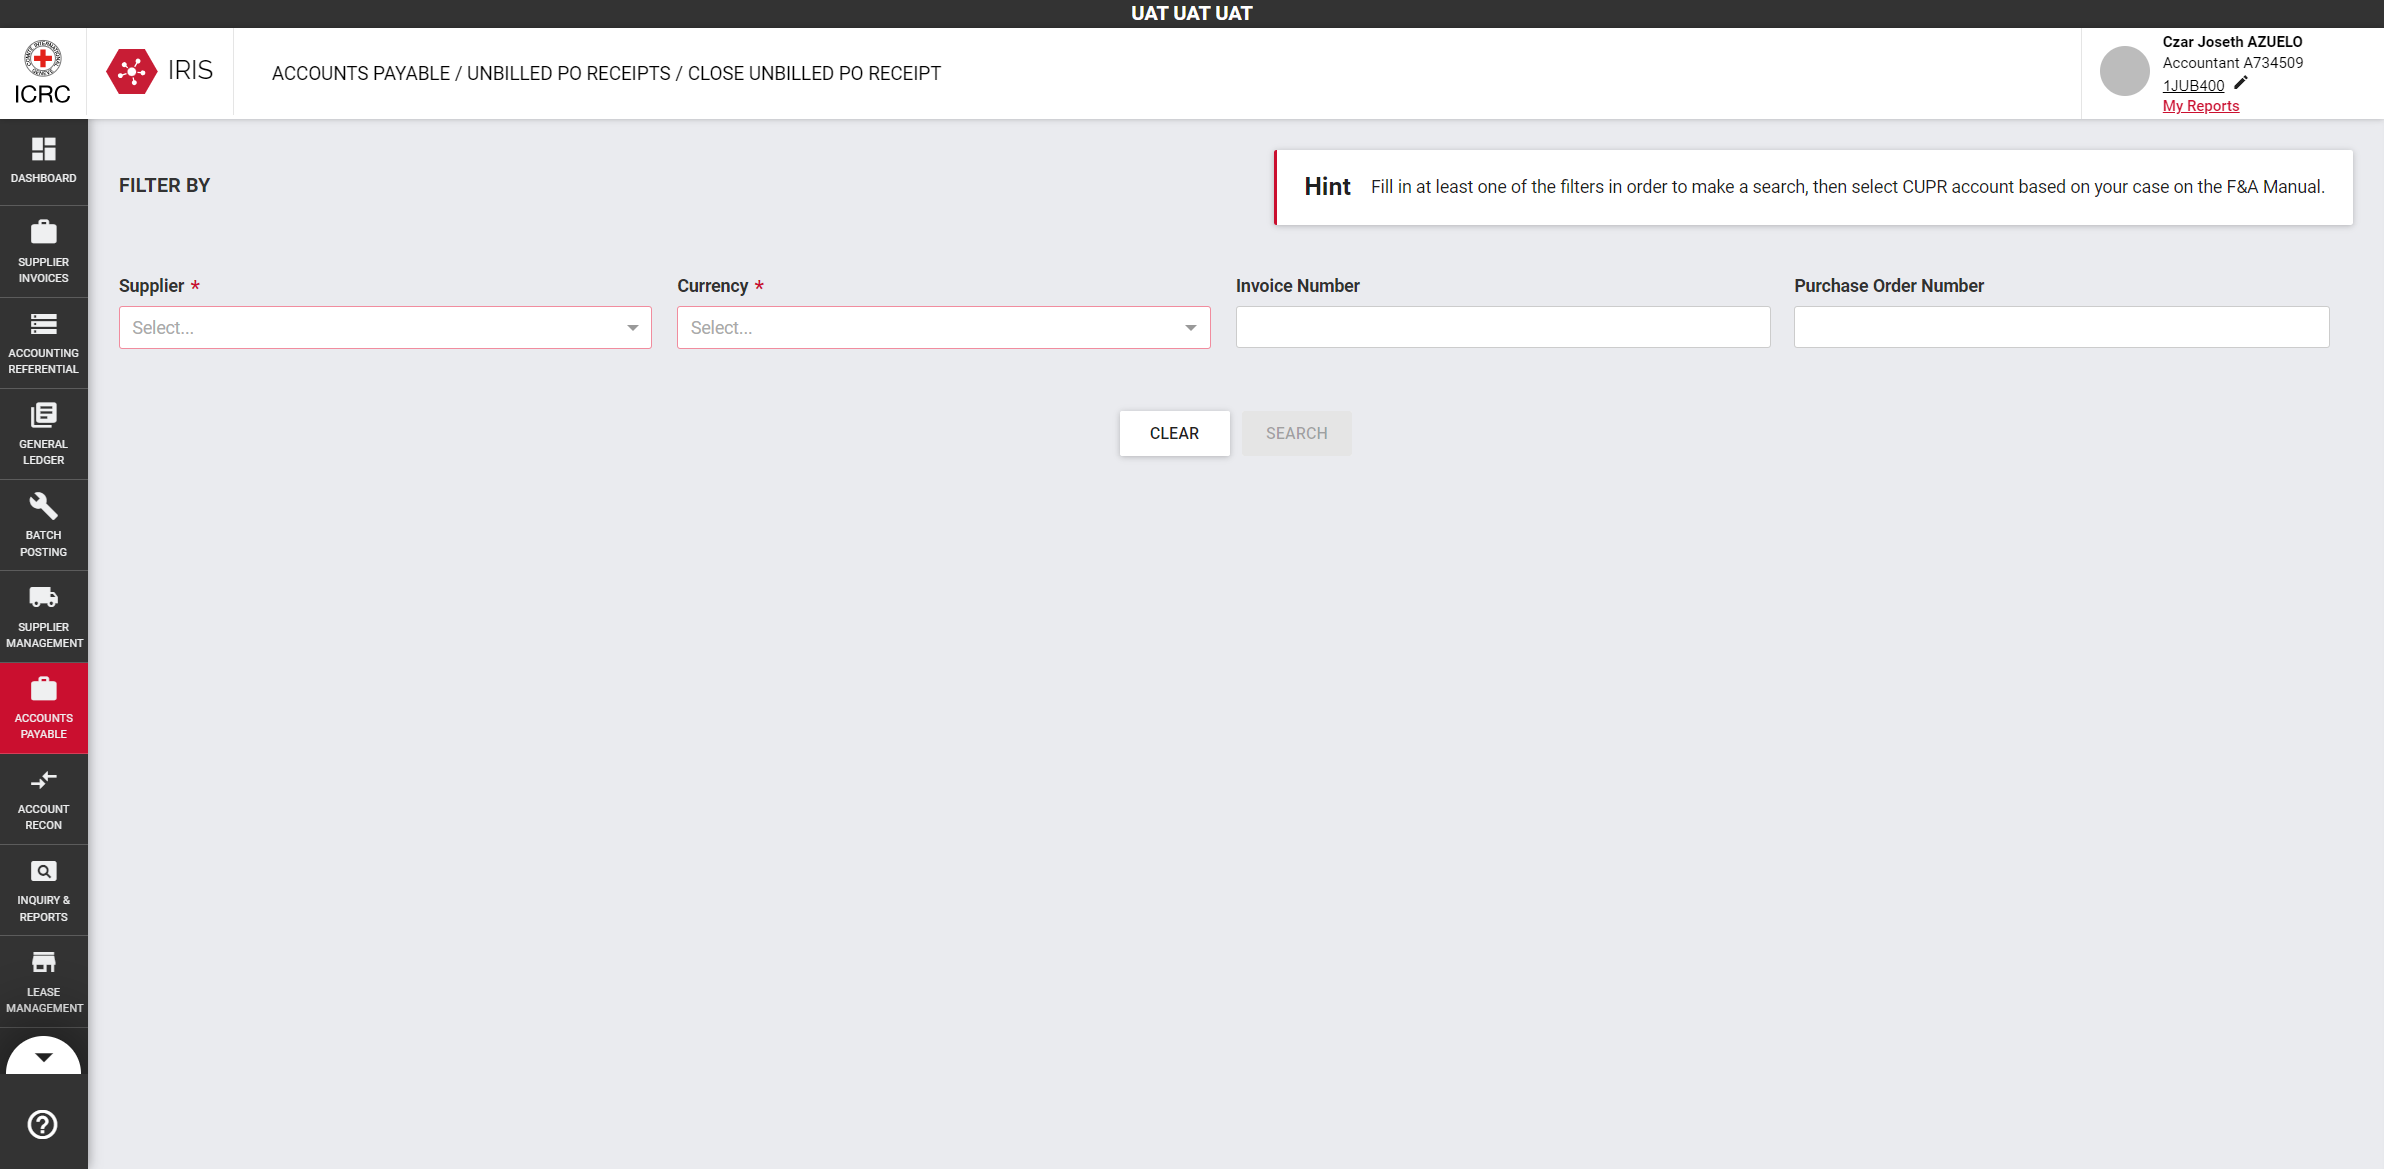 UAT UAT UAT
ICRC
IRIS
ACCOUNTS PAYABLE / UNBILLED PO RECEIPTS / CLOSE UNBILLED PO RECEIPT
Czar Joseth AZUELO
Accountant A734509
1JUB400
My Reports
DASHBOARD
SUPPLIER
INVOICES
ACCOUNTING
REFERENTIAL
GENERAL
LEDGER
BATCH
POSTING
SUPPLIER
MANAGEMENT
ACCOUNTS
PAYABLE
ACCOUNT
RECON
INQUIRY &
REPORTS
LEASE
MANAGEMENT
FILTER BY
Hint Fill in at least one of the filters in order to make a search, then select CUPR account based on your case on the F&A Manual.
Supplier *
Select...
Currency *
Select...
Invoice Number
Purchase Order Number
CLEAR
SEARCH